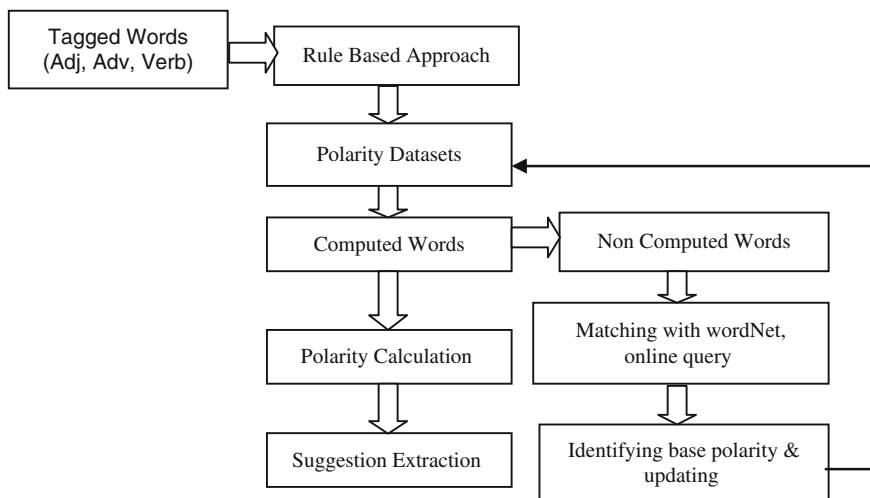 Tagged Words
(Adj, Adv, Verb)
Rule Based Approach
Polarity Datasets
Computed Words
Non Computed Words
Polarity Calculation
Matching with wordNet,
online query
Suggestion Extraction
Identifying base polarity &
updating